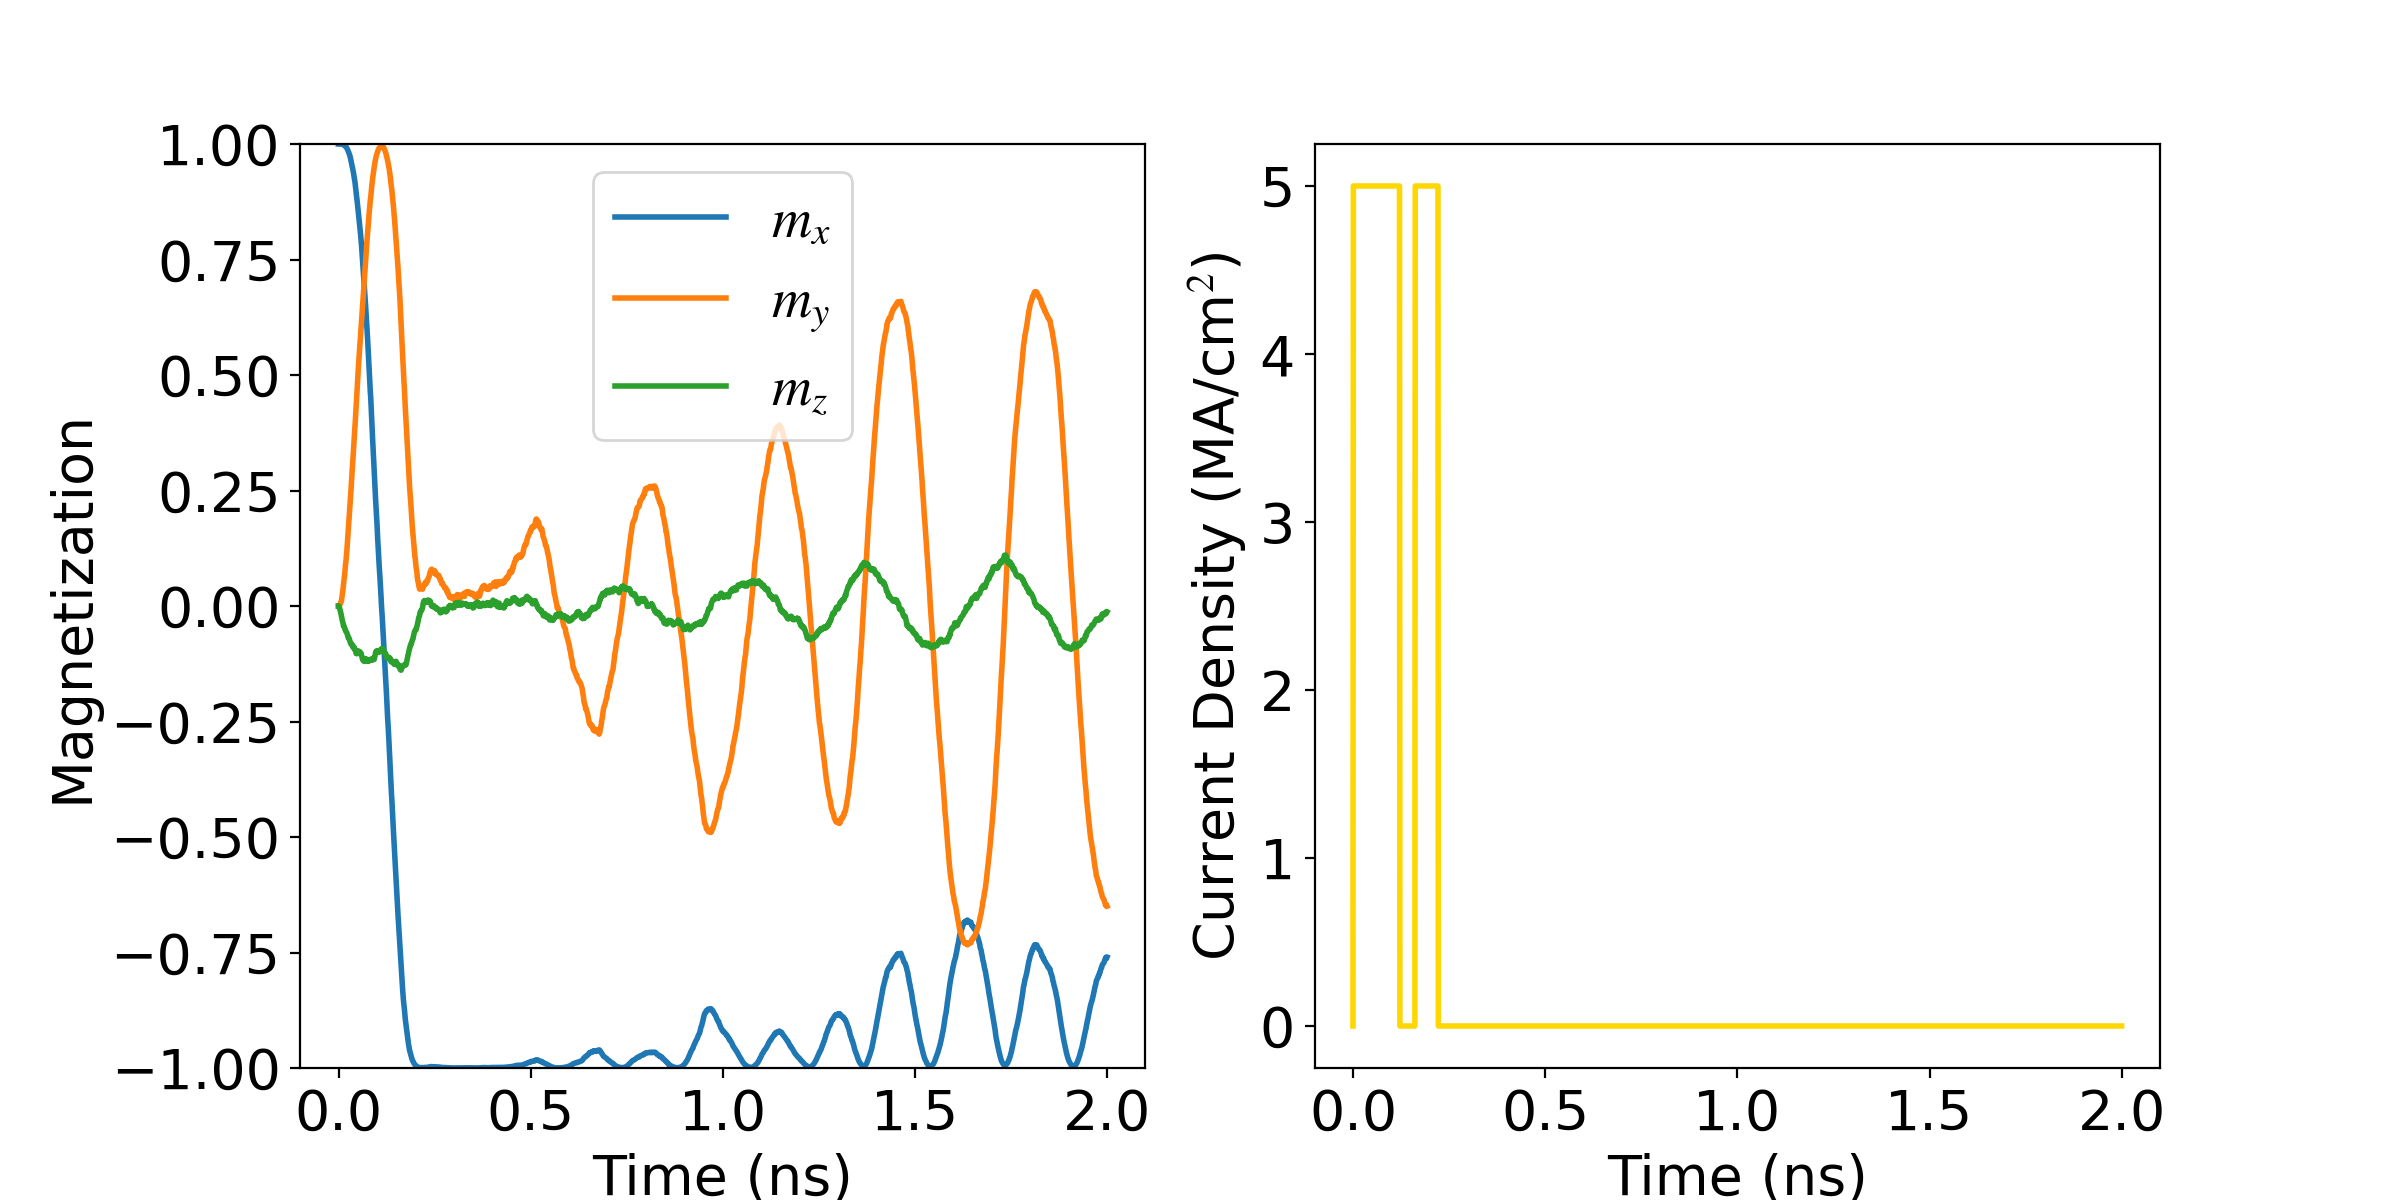 1.00
0.75
0.50
0.25
0.00
−0.25
−0.50
−0.75
−1.00
Magnetization
0.0 0.5 1.0 1.5 2.0
Time (ns)
m_x
m_y
m_z
5
4
3
2
1
0
Current Density (MA/cm²)
0.0 0.5 1.0 1.5 2.0
Time (ns)